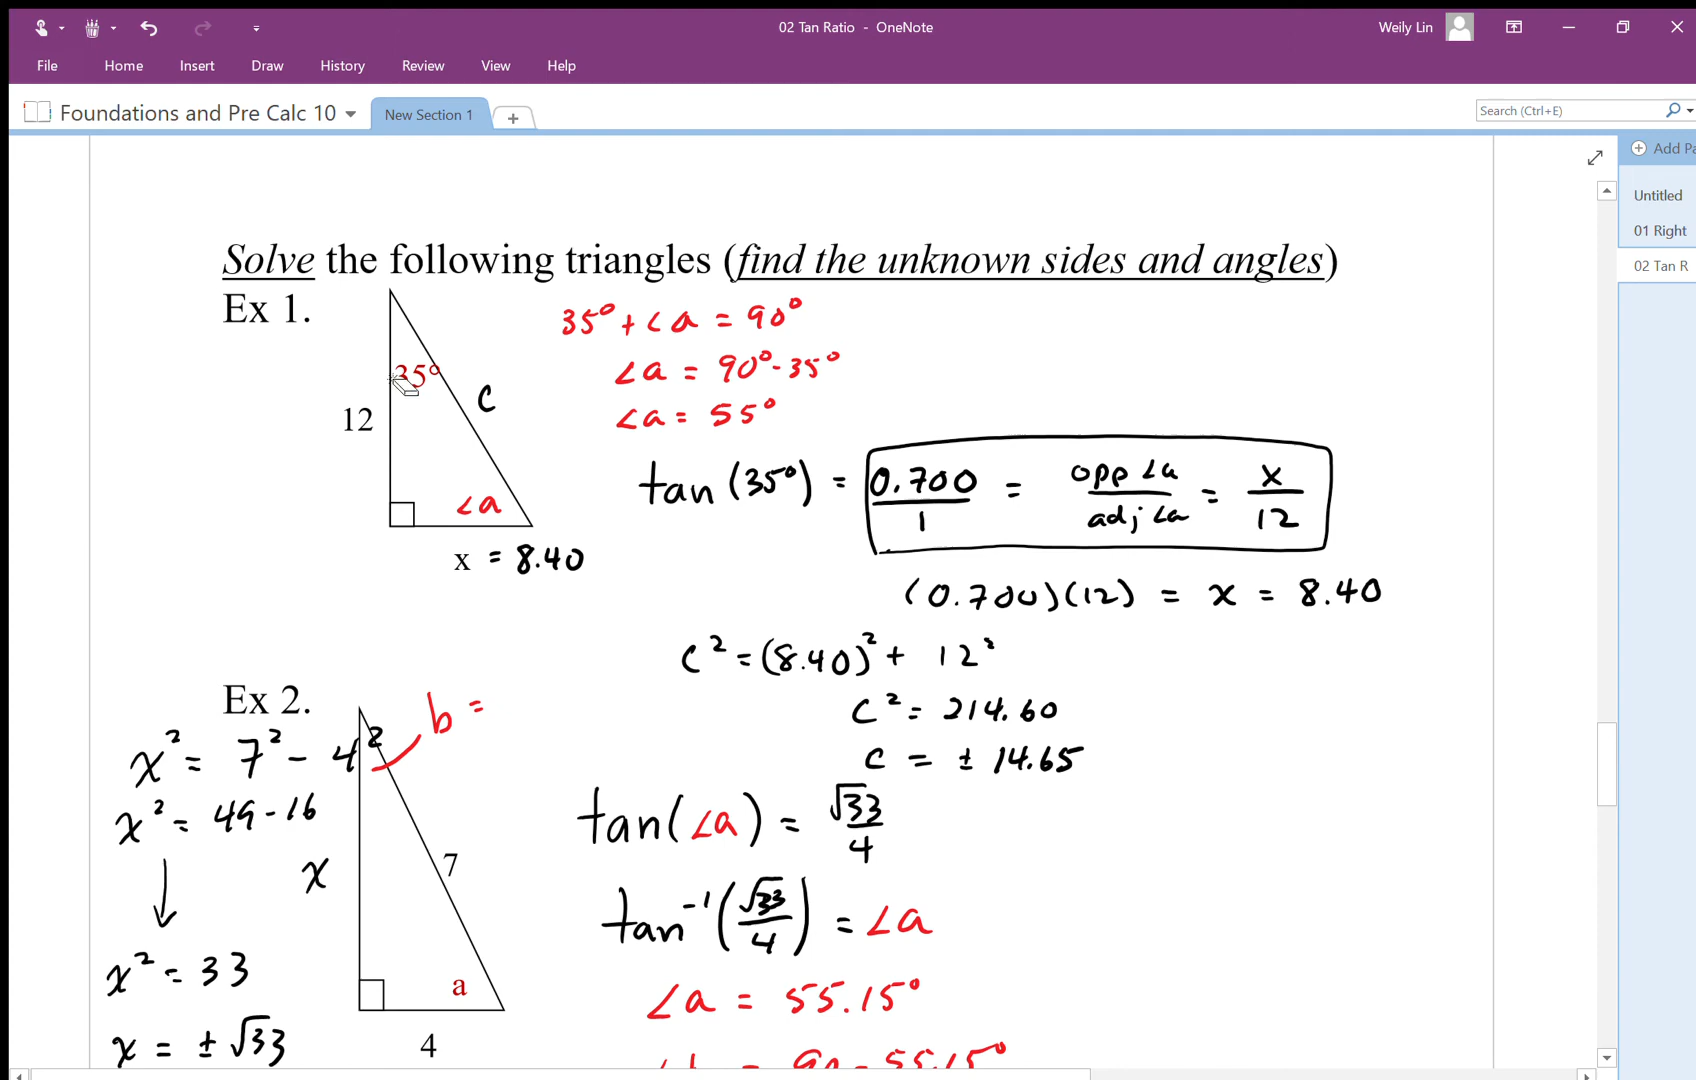 02 Tan Ratio - OneNote
Weily Lin
File Home Insert Draw History Review View Help
Foundations and Pre Calc 10
New Section 1
+
Search (Ctrl+E)
Add Pa
Untitled
01 Right
02 Tan R
Solve the following triangles (find the unknown sides and angles)
Ex 1.
35°
12
C
∠a
x = 8.40
35° + ∠a = 90°
∠a = 90° - 35°
∠a = 55°
tan (35°) = 0.700/1 = opp ∠a/adj ∠a = x/12
(0.700)(12) = x = 8.40
c² = (8.40)² + 12²
c² = 214.60
c = ± 14.65
Ex 2.
b =
x² = 7² - 4²
x² = 49 - 16
x
7
x² = 33
a
x = ± √33
4
tan(∠a) = √33/4
tan⁻¹(√33/4) = ∠a
∠a = 55.15°
= 90 - 55.15°